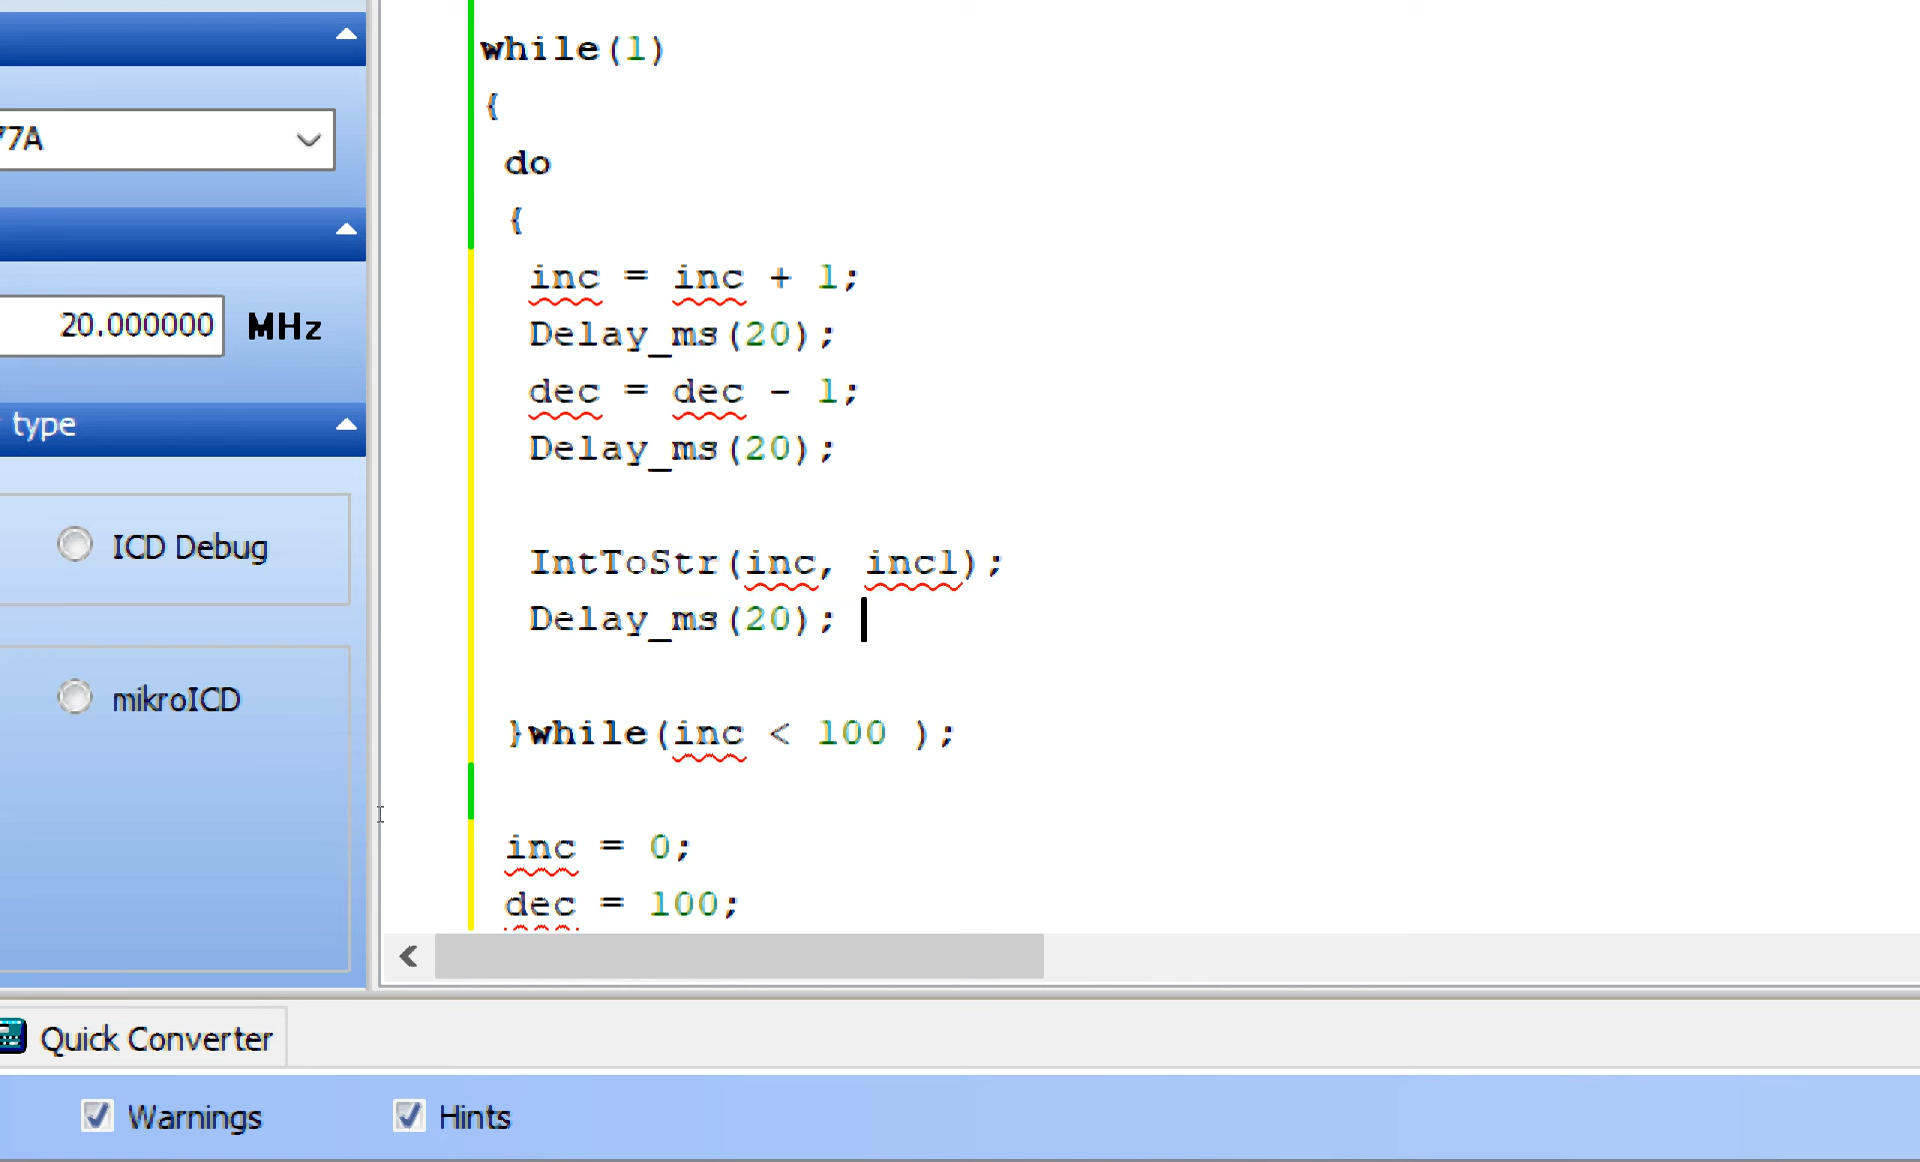 while(1)
{
do
{
inc = inc + 1;
Delay_ms(20);
dec = dec - 1;
Delay_ms(20);
IntToStr(inc, inc1);
Delay_ms(20);
}while(inc < 100 );
inc = 0;
dec = 100;
77A
20.000000 MHz
type
ICD Debug
mikroICD
Quick Converter
Warnings
Hints